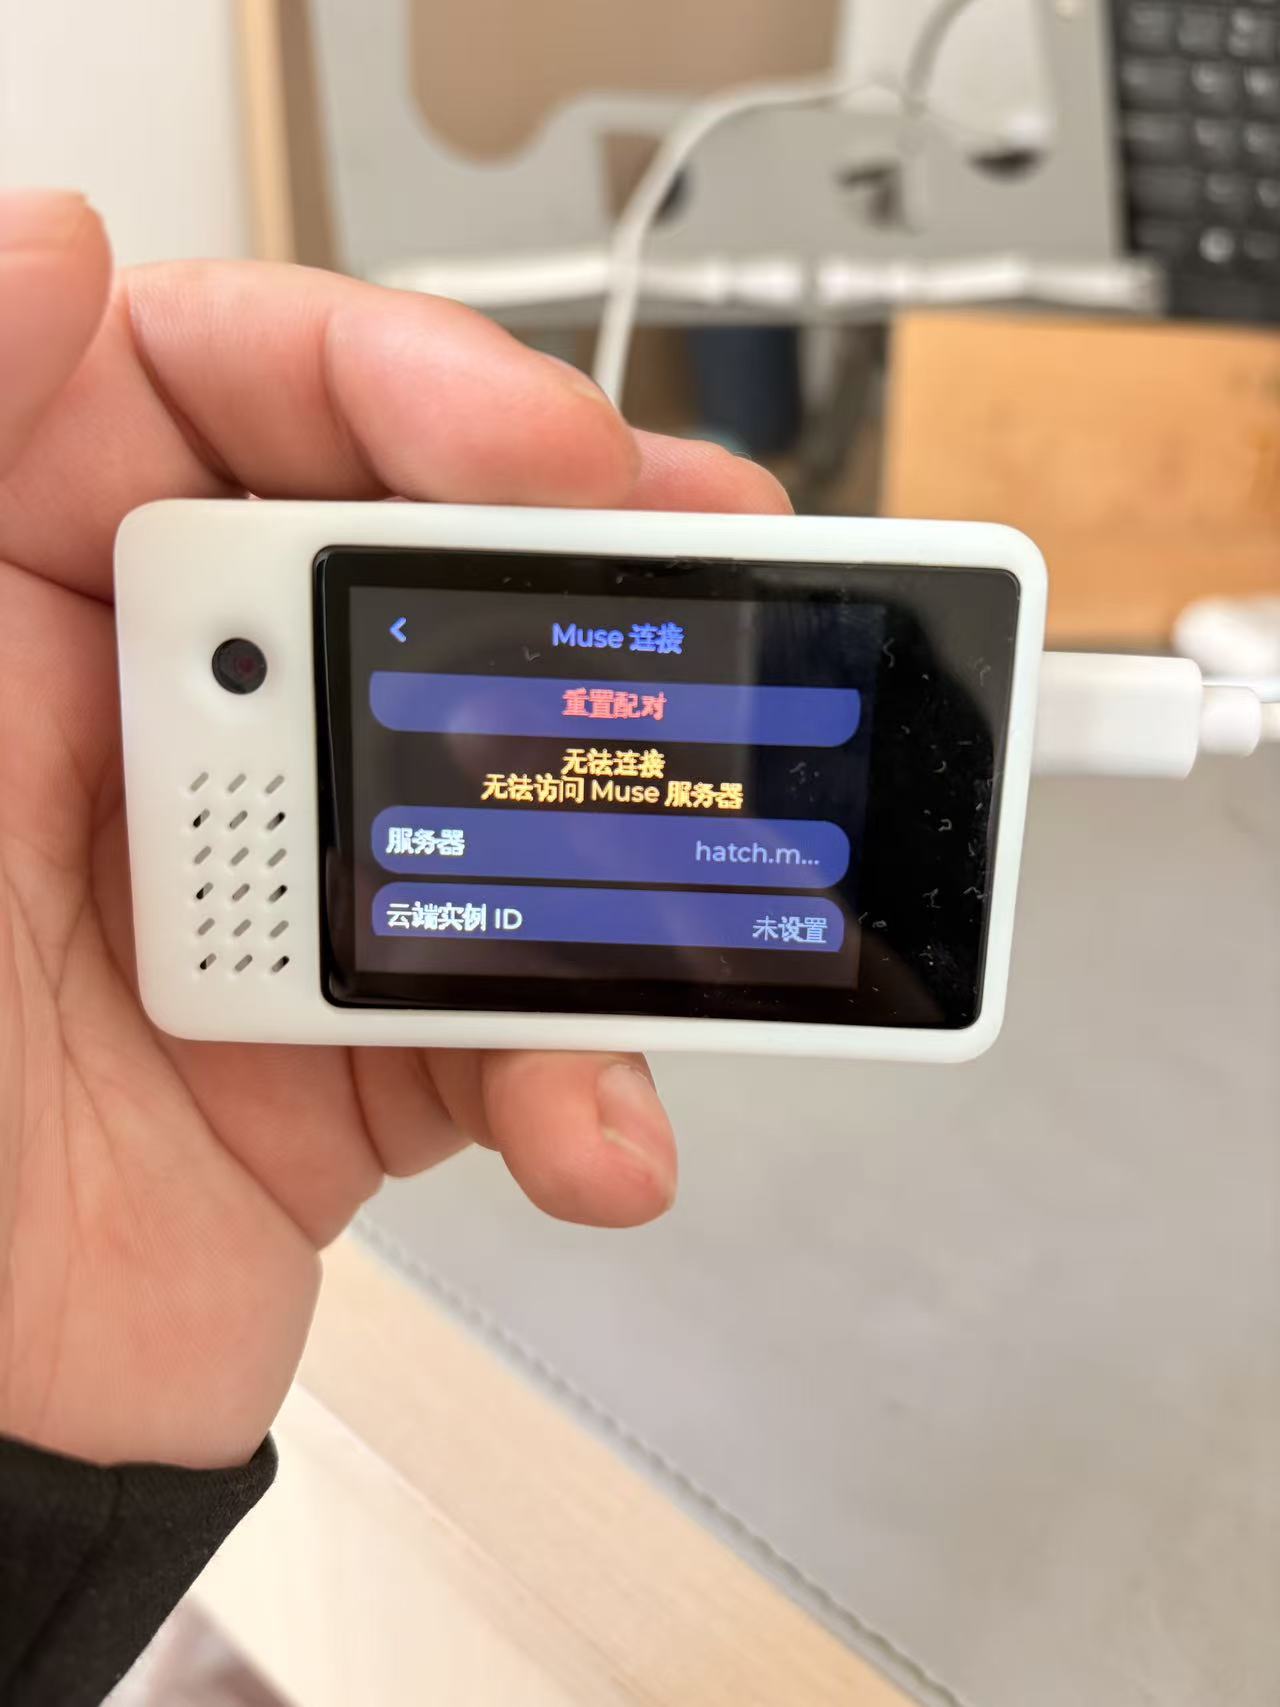 Muse 连接
重置配对
无法连接
无法访问 Muse 服务器
服务器
hatch.m...
云端实例 ID
未设置